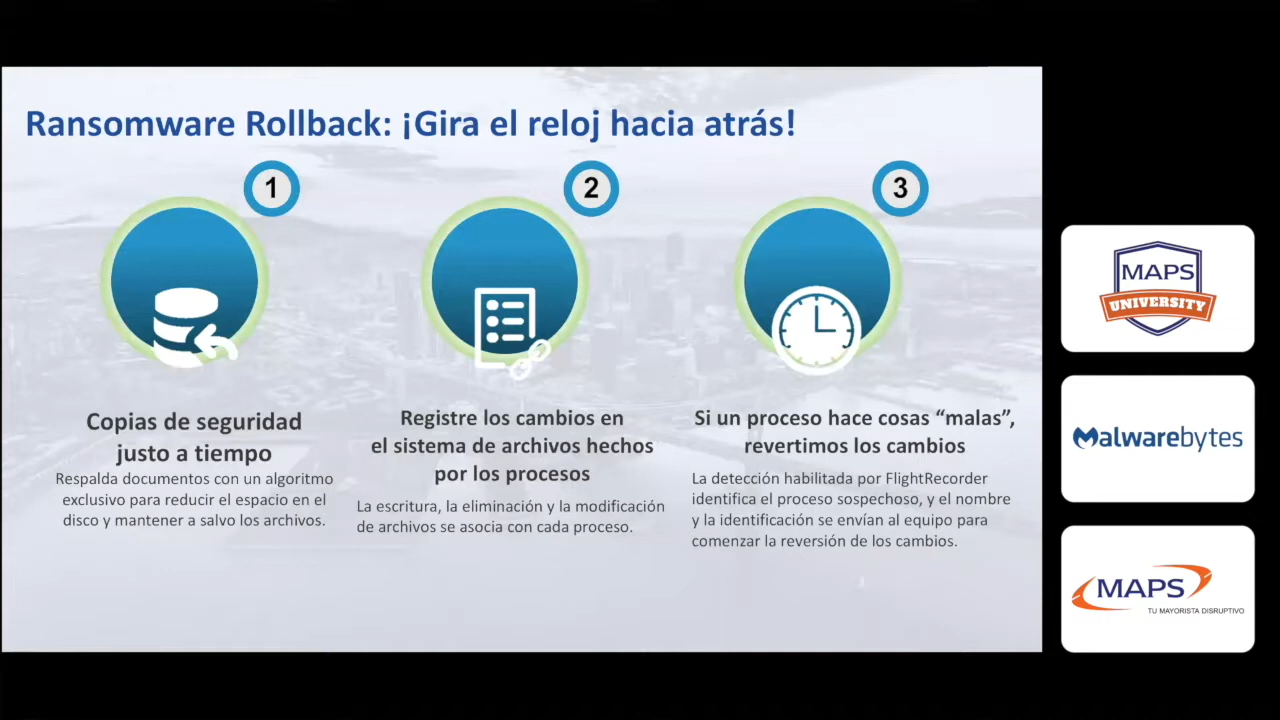 Ransomware Rollback: ¡Gira el reloj hacia atrás!
1
Copias de seguridad
justo a tiempo
Respalda documentos con un algoritmo
exclusivo para reducir el espacio en el
disco y mantener a salvo los archivos.
2
Registre los cambios en
el sistema de archivos hechos
por los procesos
La escritura, la eliminación y la modificación
de archivos se asocia con cada proceso.
3
Si un proceso hace cosas “malas”,
revertimos los cambios
La detección habilitada por FlightRecorder
identifica el proceso sospechoso, y el nombre
y la identificación se envían al equipo para
comenzar la reversión de los cambios.
MAPS
UNIVERSITY
Malwarebytes
MAPS
TU MAYORISTA DISRUPTIVO